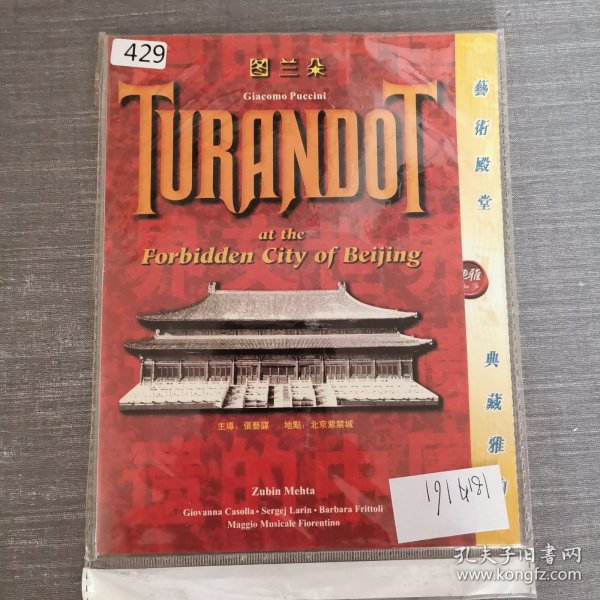 429
图兰朵
Giacomo Puccini
TURANDOT
at the
Forbidden City of Beijing
主導：張藝謀 地點：北京紫禁城
Zubin Mehta
Giovanna Casolla • Sergej Larin • Barbara Frittoli
Maggio Musicale Fiorentino
藝術殿堂
雅
典藏雅
孔夫子旧书网
www.kongfz.com